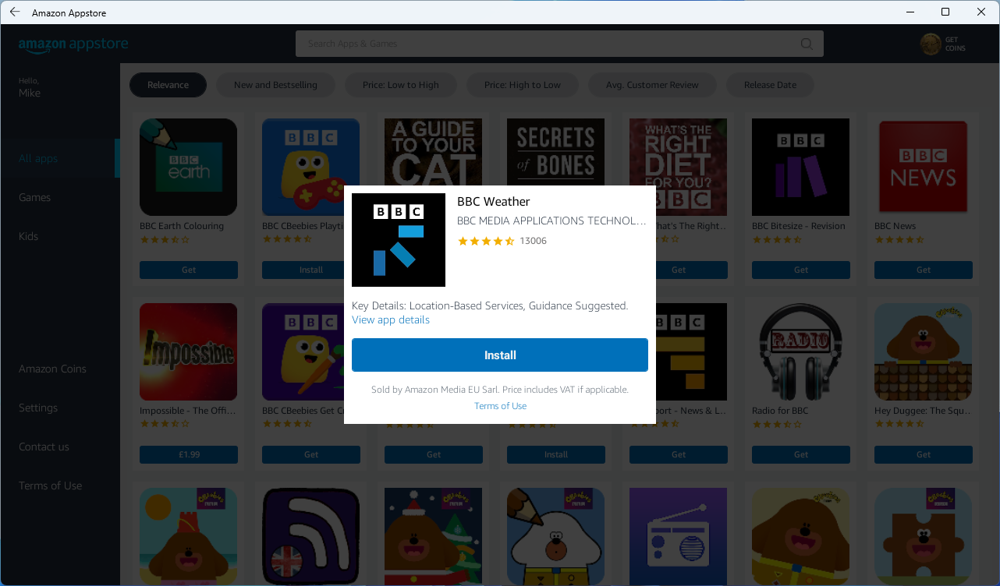 Amazon Appstore
amazon appstore
Search Apps & Games
GET
COINS
Hello,
Mike
All apps
Games
Kids
Amazon Coins
Settings
Contact us
Terms of Use
Relevance
New and Bestselling
Price: Low to High
Price: High to Low
Avg. Customer Review
Release Date
BBC
earth
BBC Earth Colouring
Get
BBC
BBC CBeebies Playti
Install
A GUIDE
TO YOUR
CAT
SECRETS
of BONES
WHAT'S THE
RIGHT
DIET
FOR YOU?
BBC
hat's The Right…
Get
BBC
BBC Bitesize - Revision
Get
BBC
NEWS
BBC News
Get
BBC
BBC Weather
BBC MEDIA APPLICATIONS TECHNOL…
13006
Key Details: Location-Based Services, Guidance Suggested.
View app details
Install
Sold by Amazon Media EU Sarl. Price includes VAT if applicable.
Terms of Use
Impossible
Impossible - The Offi…
£1.99
BBC
BBC CBeebies Get Cr
Get
Get
Install
BBC
port - News & L…
Get
RADIO
Radio for BBC
Get
Hey Duggee: The Squ…
Get